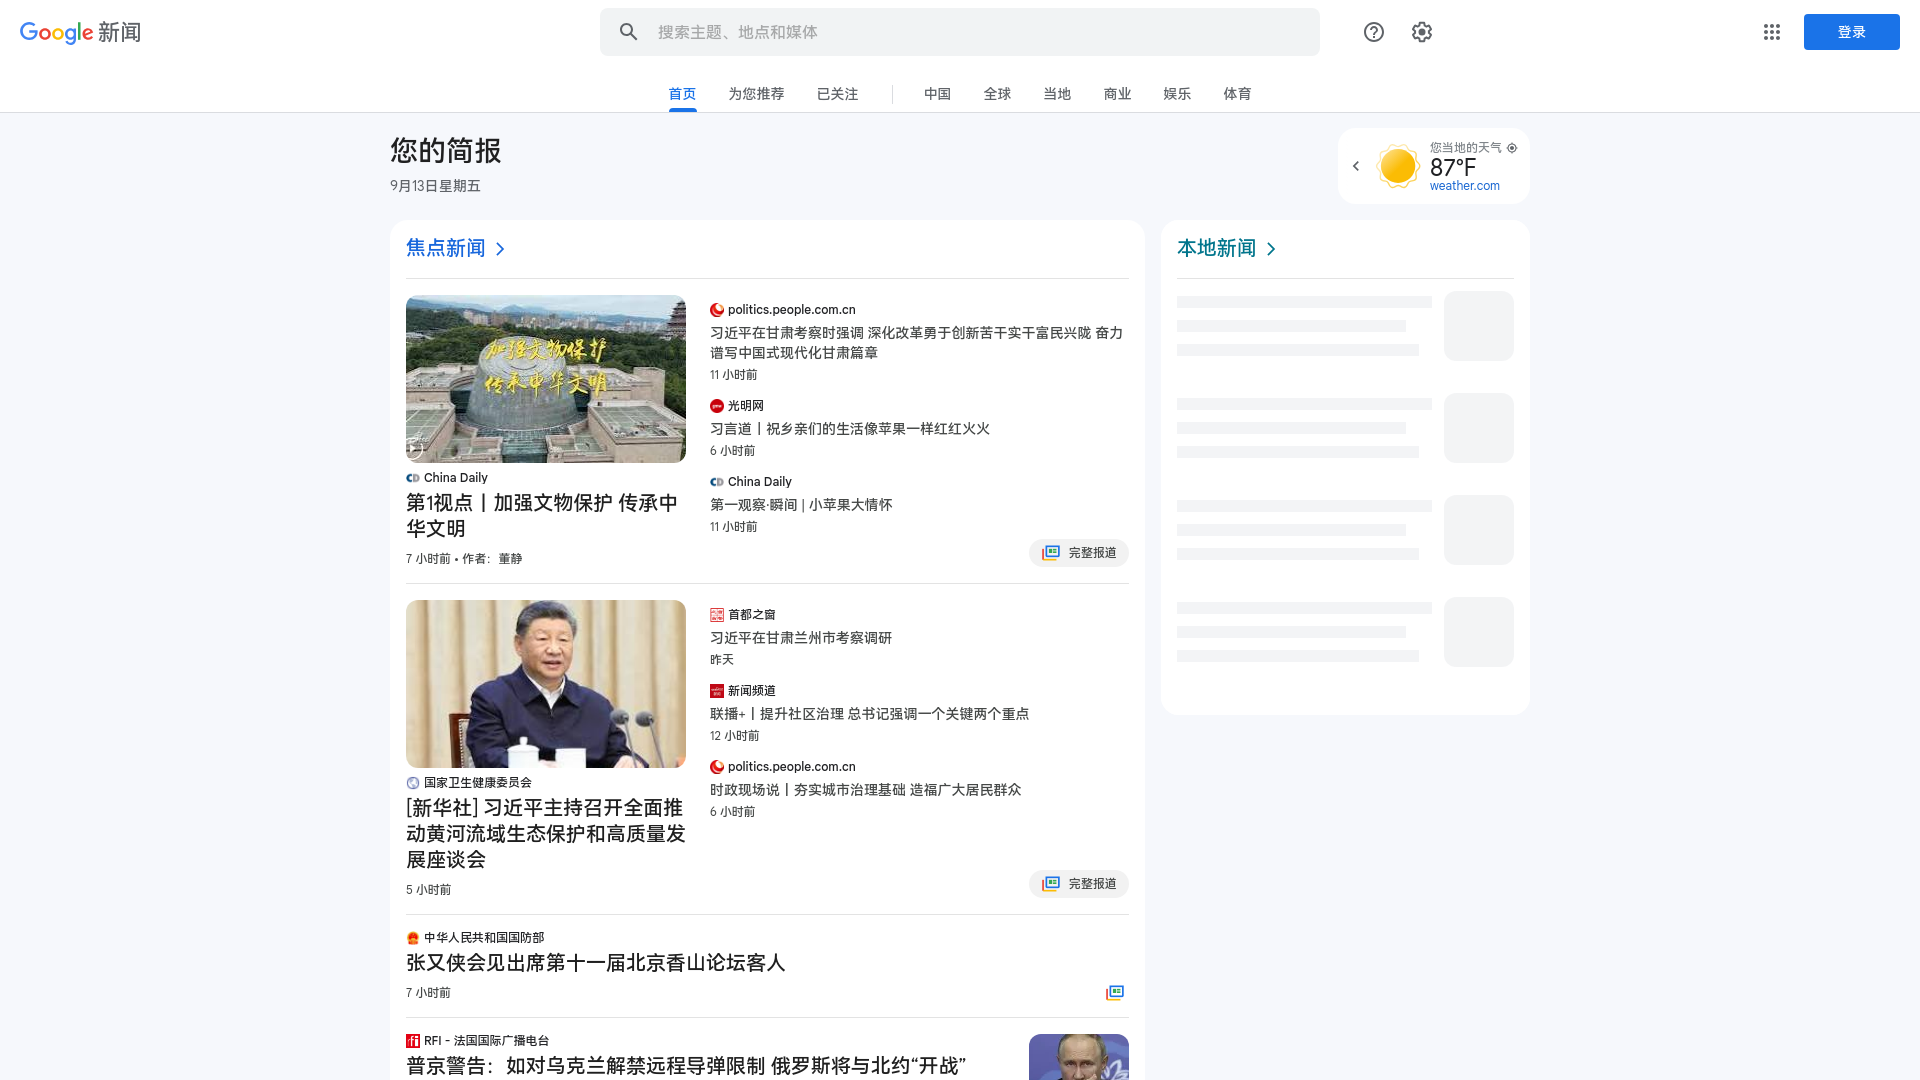 Google 新闻
搜索主题、地点和媒体
登录
首页
为您推荐
已关注
中国
全球
当地
商业
娱乐
体育
您的简报
9月13日星期五
您当地的天气
87°F
weather.com
焦点新闻
加强文物保护
传承中华文明
China Daily
第1视点丨加强文物保护 传承中
华文明
7 小时前 • 作者：董静
politics.people.com.cn
习近平在甘肃考察时强调 深化改革勇于创新苦干实干富民兴陇 奋力
谱写中国式现代化甘肃篇章
11 小时前
光明网
习言道丨祝乡亲们的生活像苹果一样红红火火
6 小时前
China Daily
第一观察·瞬间 | 小苹果大情怀
11 小时前
完整报道
国家卫生健康委员会
[新华社] 习近平主持召开全面推
动黄河流域生态保护和高质量发
展座谈会
5 小时前
首都之窗
习近平在甘肃兰州市考察调研
昨天
新闻频道
联播+丨提升社区治理 总书记强调一个关键两个重点
12 小时前
politics.people.com.cn
时政现场说丨夯实城市治理基础 造福广大居民群众
6 小时前
完整报道
中华人民共和国国防部
张又侠会见出席第十一届北京香山论坛客人
7 小时前
RFI - 法国国际广播电台
普京警告：如对乌克兰解禁远程导弹限制 俄罗斯将与北约“开战”
本地新闻